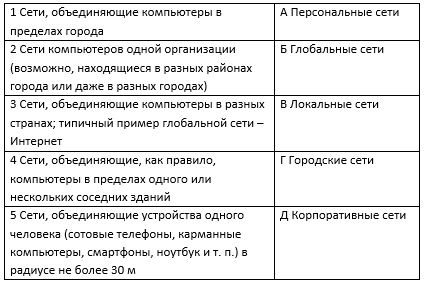 1 Сети, объединяющие компьютеры в
пределах города
А Персональные сети
2 Сети компьютеров одной организации
(возможно, находящиеся в разных районах
города или даже в разных городах)
Б Глобальные сети
3 Сети, объединяющие компьютеры в разных
странах; типичный пример глобальной сети –
Интернет
В Локальные сети
4 Сети, объединяющие, как правило,
компьютеры в пределах одного или
нескольких соседних зданий
Г Городские сети
5 Сети, объединяющие устройства одного
человека (сотовые телефоны, карманные
компьютеры, смартфоны, ноутбук и т. п.) в
радиусе не более 30 м
Д Корпоративные сети